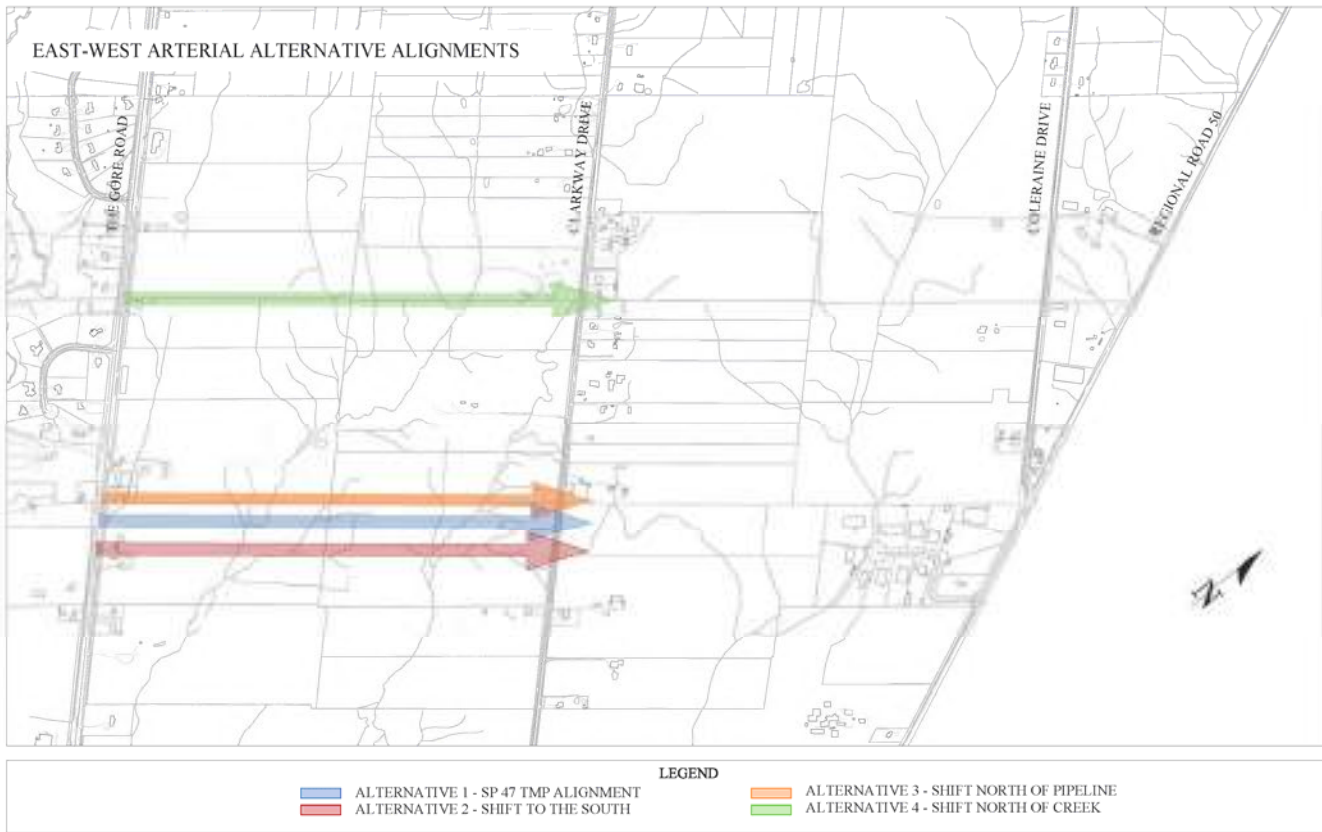 EAST-WEST ARTERIAL ALTERNATIVE ALIGNMENTS
THE GORE ROAD
CLARKWAY DRIVE
COLERAINE DRIVE
REGIONAL ROAD 50
N
LEGEND
ALTERNATIVE 1 - SP 47 TMP ALIGNMENT
ALTERNATIVE 2 - SHIFT TO THE SOUTH
ALTERNATIVE 3 - SHIFT NORTH OF PIPELINE
ALTERNATIVE 4 - SHIFT NORTH OF CREEK